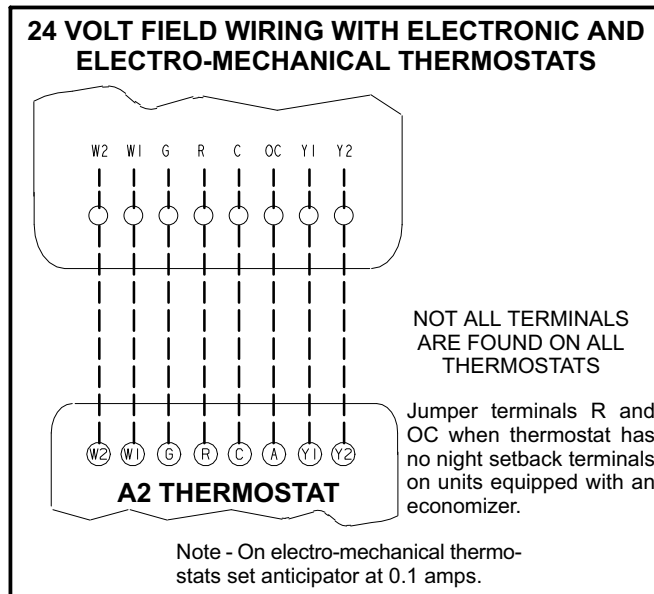 24 VOLT FIELD WIRING WITH ELECTRONIC AND
ELECTRO-MECHANICAL THERMOSTATS
W2 W1 G R C OC Y1 Y2
NOT ALL TERMINALS
ARE FOUND ON ALL
THERMOSTATS
Jumper terminals R and
OC when thermostat has
no night setback terminals
on units equipped with an
economizer.
W2 W1 G R C A Y1 Y2
A2 THERMOSTAT
Note - On electro-mechanical thermo-
stats set anticipator at 0.1 amps.